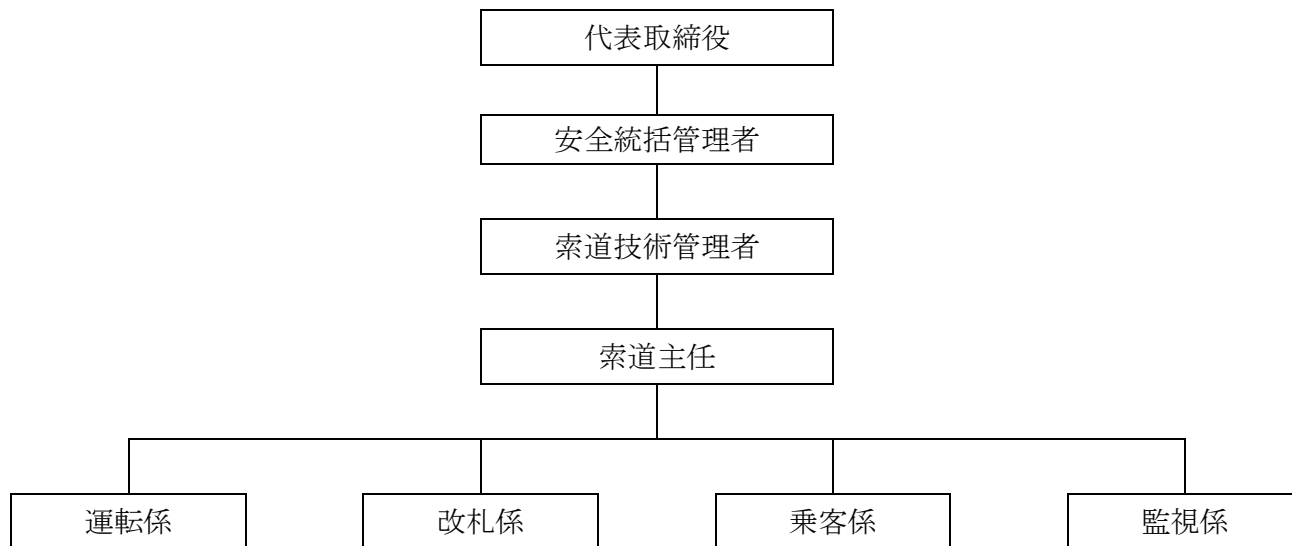 代表取締役
安全統括管理者
索道技術管理者
索道主任
運転係
改札係
乗客係
監視係